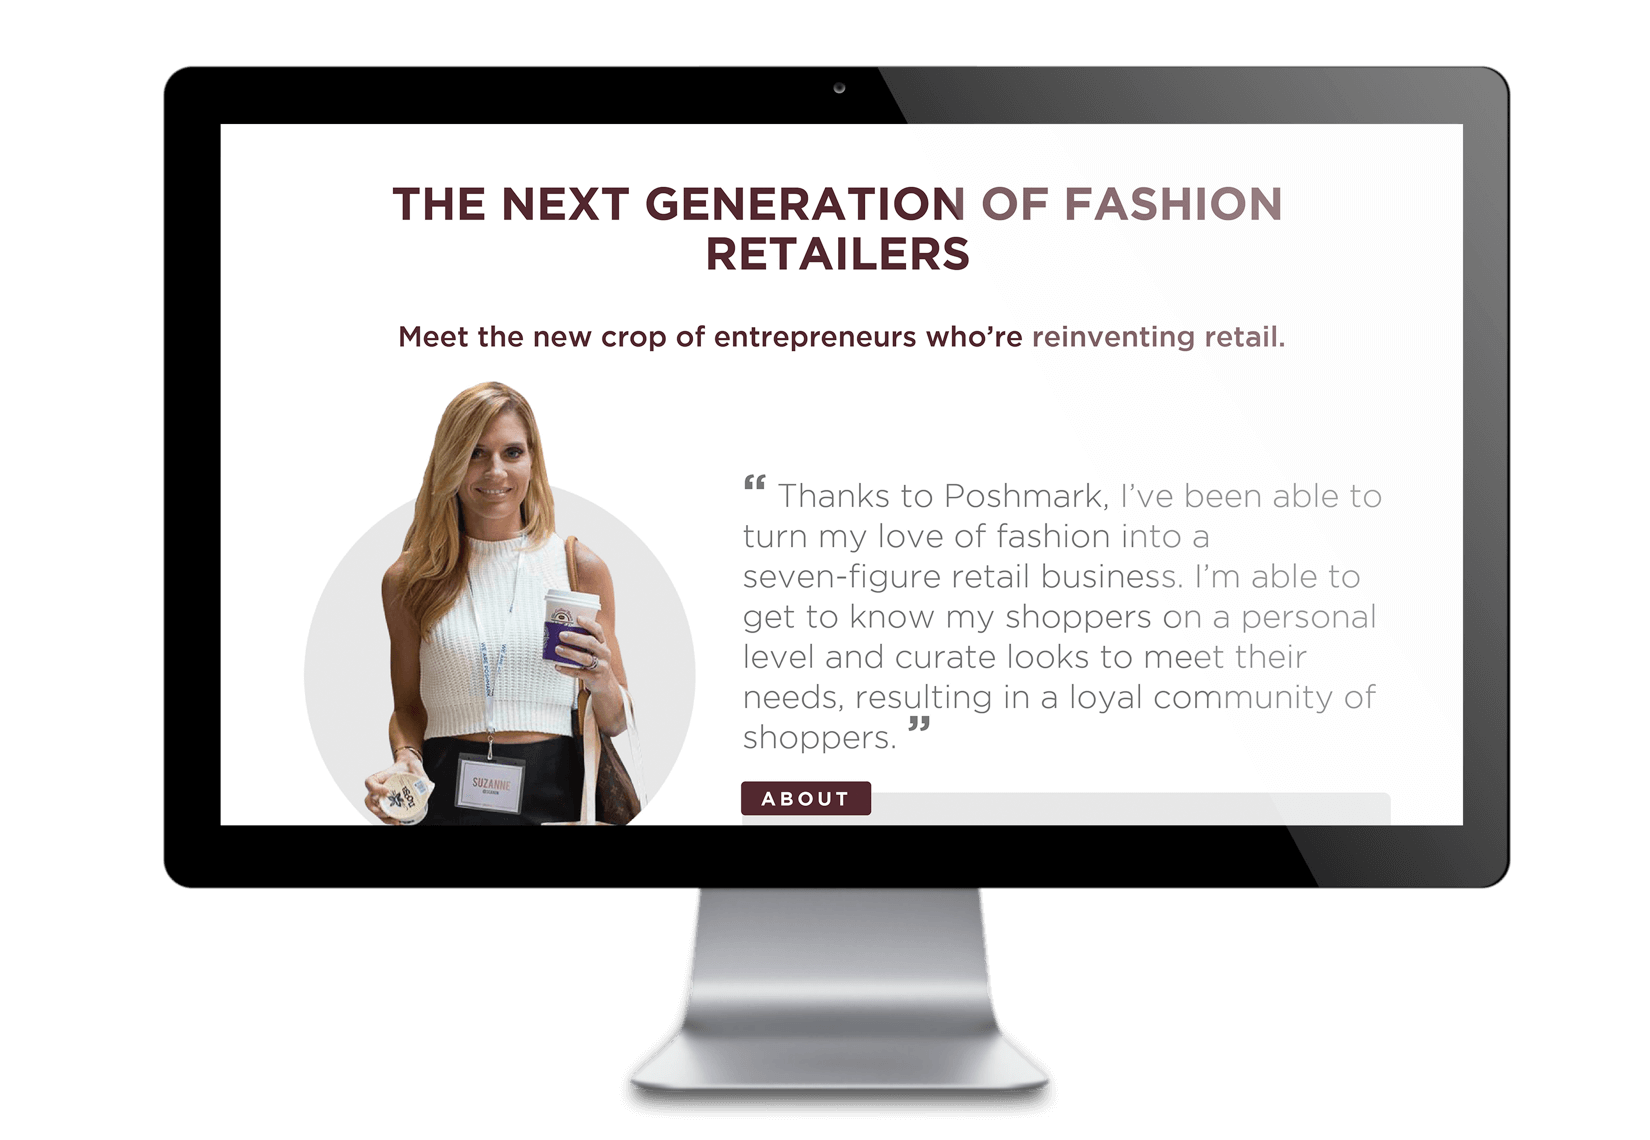 THE NEXT GENERATION OF FASHION
RETAILERS
Meet the new crop of entrepreneurs who’re reinventing retail.
“ Thanks to Poshmark, I’ve been able to
turn my love of fashion into a
seven-figure retail business. I’m able to
get to know my shoppers on a personal
level and curate looks to meet their
needs, resulting in a loyal community of
shoppers. ”
ABOUT
SUZANNE